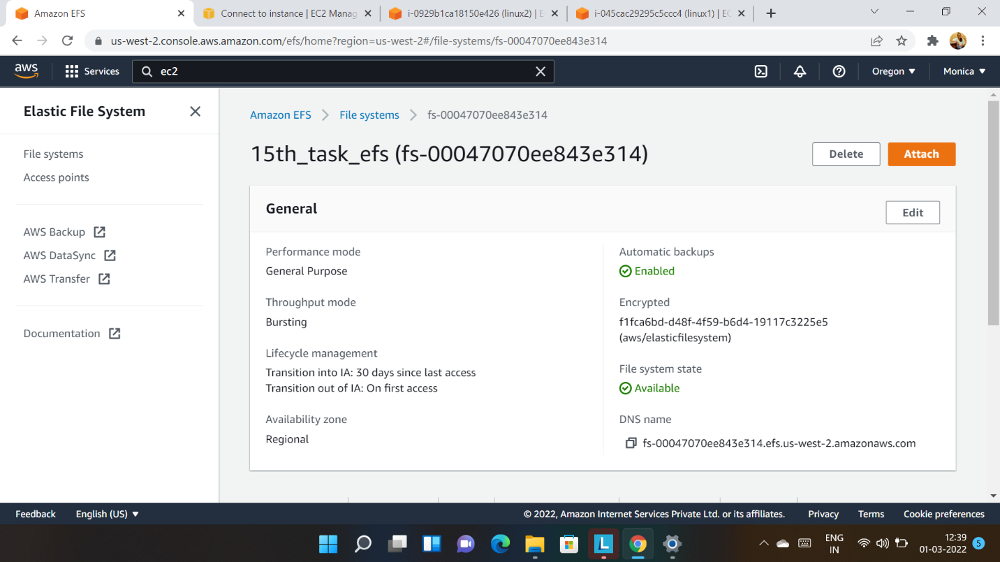 Amazon EFS
Connect to instance | EC2 Manag
i-0929b1ca18150e426 (linux2) | E
i-045cac29295c5ccc4 (linux1) | EC
us-west-2.console.aws.amazon.com/efs/home?region=us-west-2#/file-systems/fs-00047070ee843e314
aws
Services
ec2
Oregon
Monica
Elastic File System
File systems
Access points
AWS Backup
AWS DataSync
AWS Transfer
Documentation
Amazon EFS
File systems
fs-00047070ee843e314
15th_task_efs (fs-00047070ee843e314)
Delete
Attach
General
Edit
Performance mode
General Purpose
Throughput mode
Bursting
Lifecycle management
Transition into IA: 30 days since last access
Transition out of IA: On first access
Availability zone
Regional
Automatic backups
Enabled
Encrypted
f1fca6bd-d48f-4f59-b6d4-19117c3225e5
(aws/elasticfilesystem)
File system state
Available
DNS name
fs-00047070ee843e314.efs.us-west-2.amazonaws.com
Feedback
English (US)
© 2022, Amazon Internet Services Private Ltd. or its affiliates.
Privacy
Terms
Cookie preferences
L
ENG
IN
12:39
01-03-2022
5